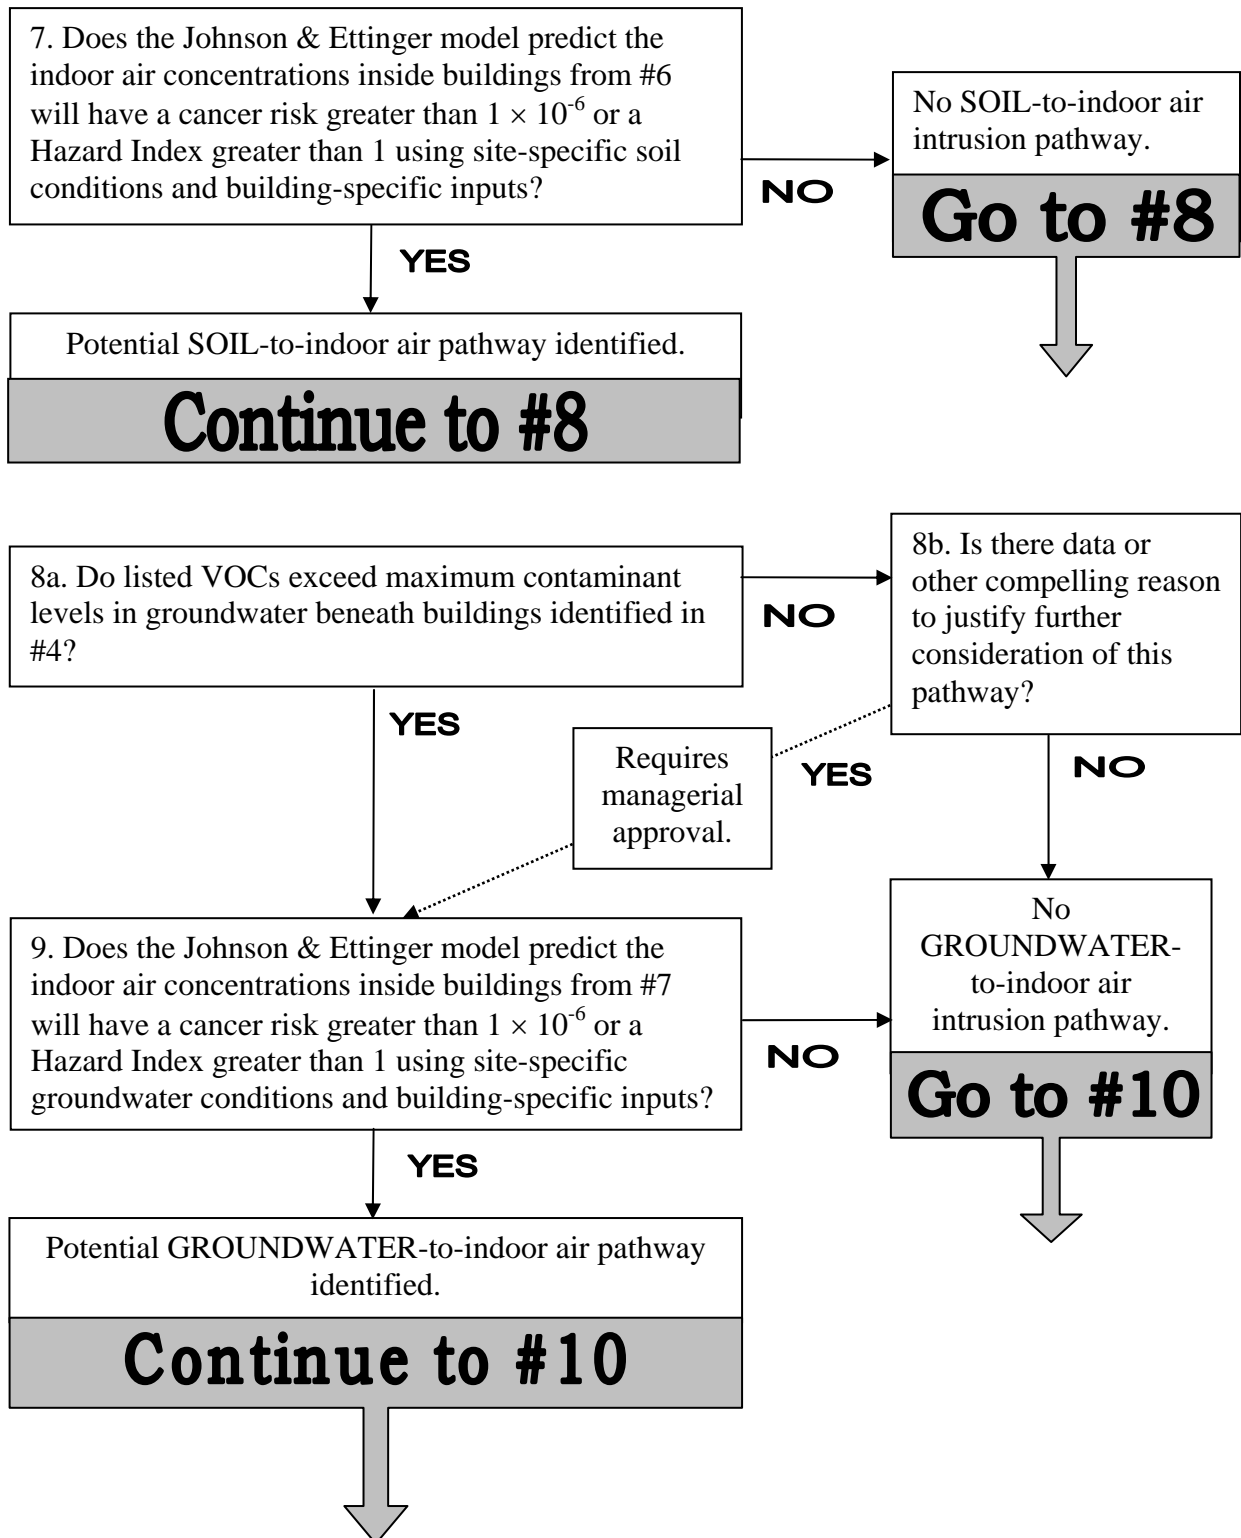 7. Does the Johnson & Ettinger model predict the
indoor air concentrations inside buildings from #6
will have a cancer risk greater than 1 × 10⁻⁶ or a
Hazard Index greater than 1 using site-specific soil
conditions and building-specific inputs?
NO
No SOIL-to-indoor air
intrusion pathway.
Go to #8
YES
Potential SOIL-to-indoor air pathway identified.
Continue to #8
8a. Do listed VOCs exceed maximum contaminant
levels in groundwater beneath buildings identified in
#4?
NO
8b. Is there data or
other compelling reason
to justify further
consideration of this
pathway?
YES
Requires
managerial
approval.
YES
NO
9. Does the Johnson & Ettinger model predict the
indoor air concentrations inside buildings from #7
will have a cancer risk greater than 1 × 10⁻⁶ or a
Hazard Index greater than 1 using site-specific
groundwater conditions and building-specific inputs?
NO
No
GROUNDWATER-
to-indoor air
intrusion pathway.
Go to #10
YES
Potential GROUNDWATER-to-indoor air pathway
identified.
Continue to #10